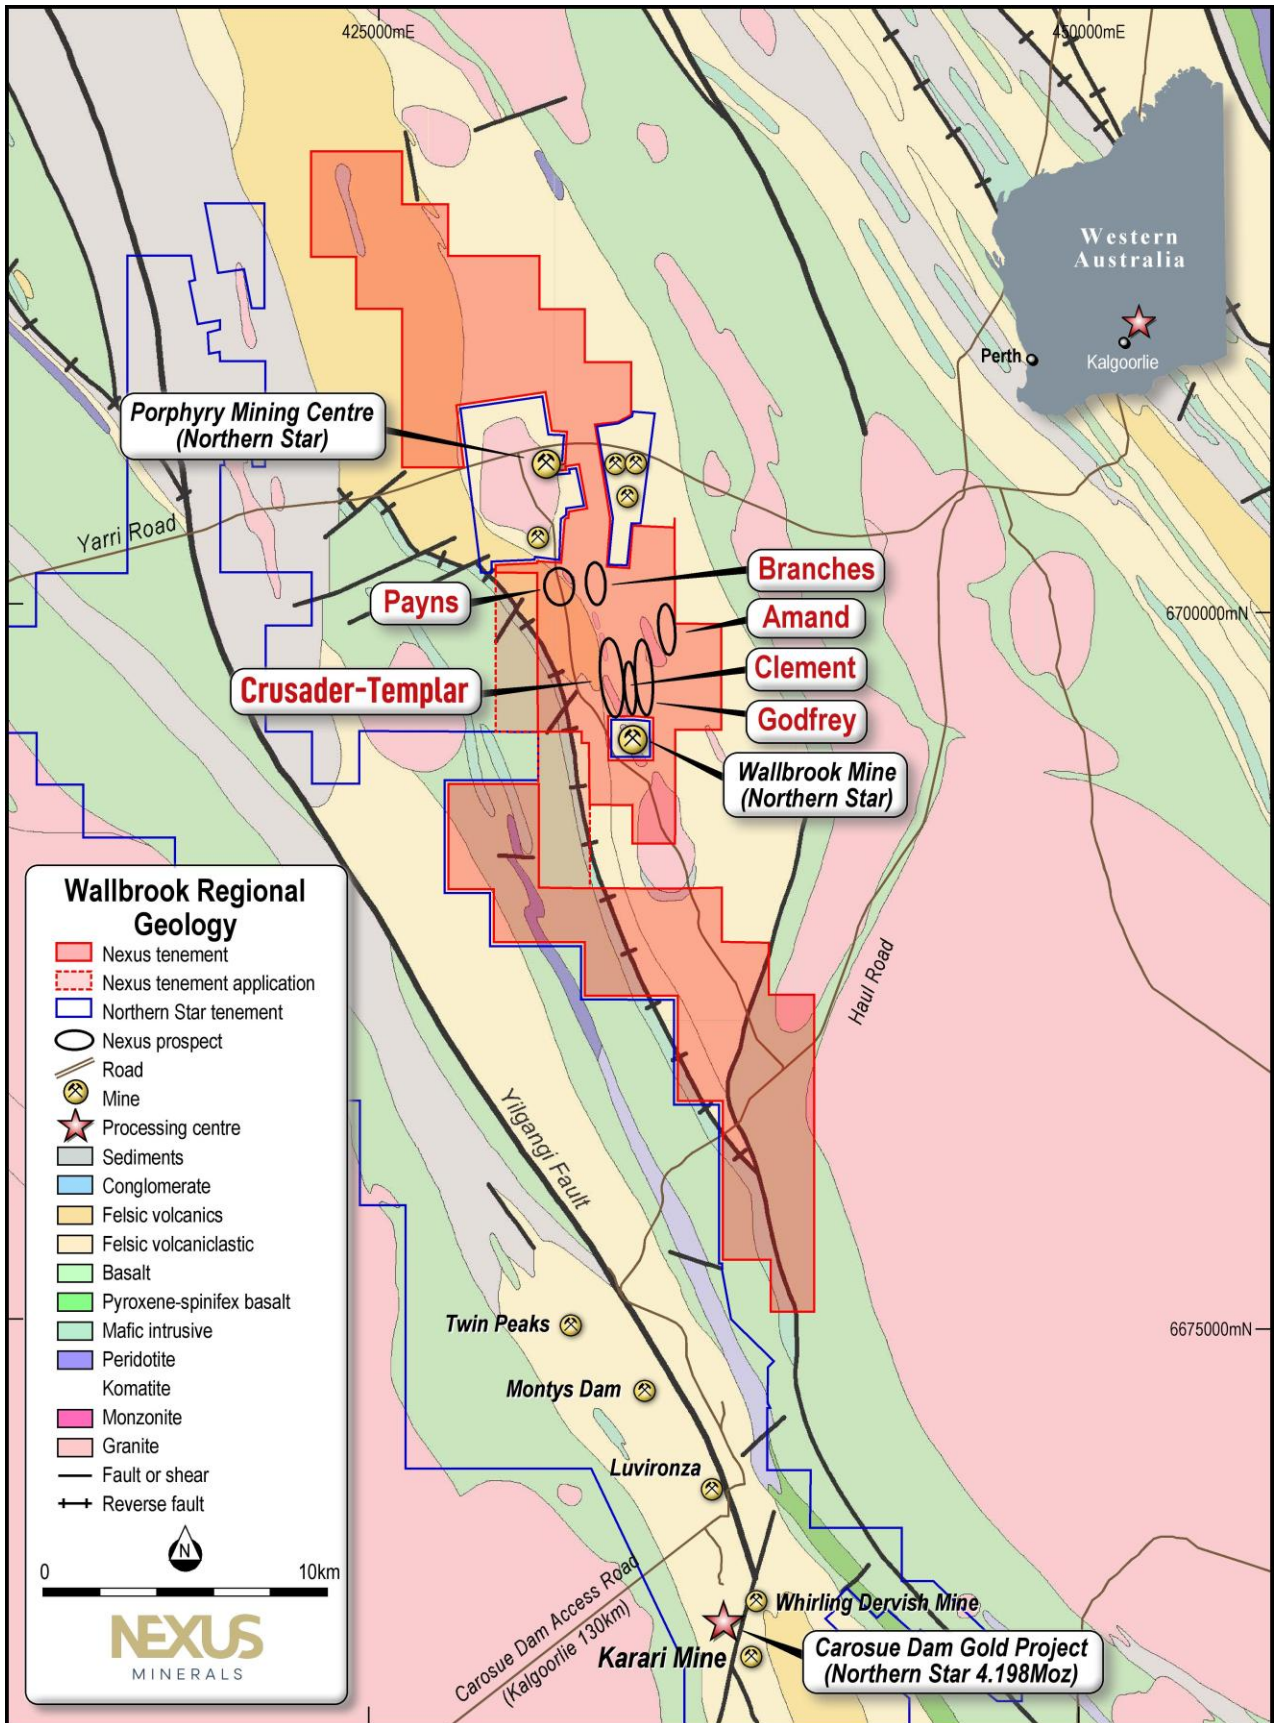 425000mE
450000mE
Western
Australia
Perth
Kalgoorlie
Porphyry Mining Centre
(Northern Star)
Yarri Road
Branches
Payns
Amand
6700000mN
Clement
Crusader-Templar
Godfrey
Wallbrook Mine
(Northern Star)
Haul Road
Yilgangi Fault
Wallbrook Regional
Geology
Nexus tenement
Nexus tenement application
Northern Star tenement
Nexus prospect
Road
Mine
Processing centre
Sediments
Conglomerate
Felsic volcanics
Felsic volcaniclastic
Basalt
Pyroxene-spinifex basalt
Mafic intrusive
Peridotite
Komatite
Monzonite
Granite
Fault or shear
Reverse fault
N
0 10km
NEXUS
MINERALS
Twin Peaks
6675000mN
Montys Dam
Luvironza
Carosue Dam Access Road
(Kalgoorlie 130km)
Whirling Dervish Mine
Karari Mine
Carosue Dam Gold Project
(Northern Star 4.198Moz)